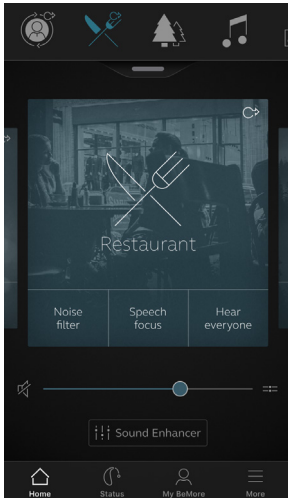 Restaurant
Noise
filter
Speech
focus
Hear
everyone
Sound Enhancer
Home
Status
My BeMore
More